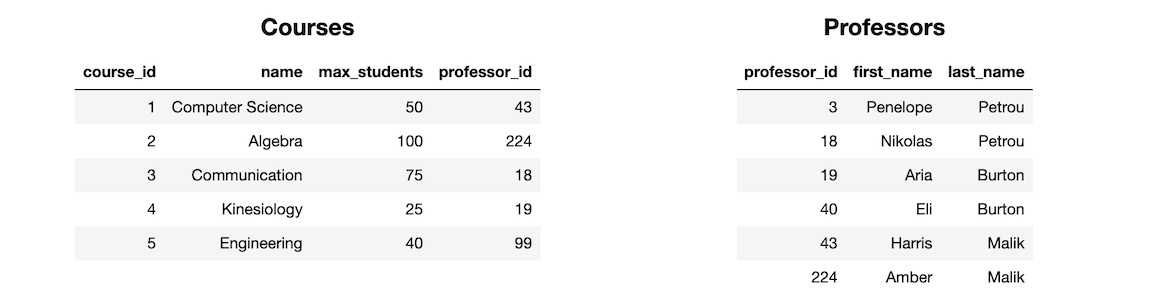 Courses
course_id name max_students professor_id
1 Computer Science 50 43
2 Algebra 100 224
3 Communication 75 18
4 Kinesiology 25 19
5 Engineering 40 99
Professors
professor_id first_name last_name
3 Penelope Petrou
18 Nikolas Petrou
19 Aria Burton
40 Eli Burton
43 Harris Malik
224 Amber Malik